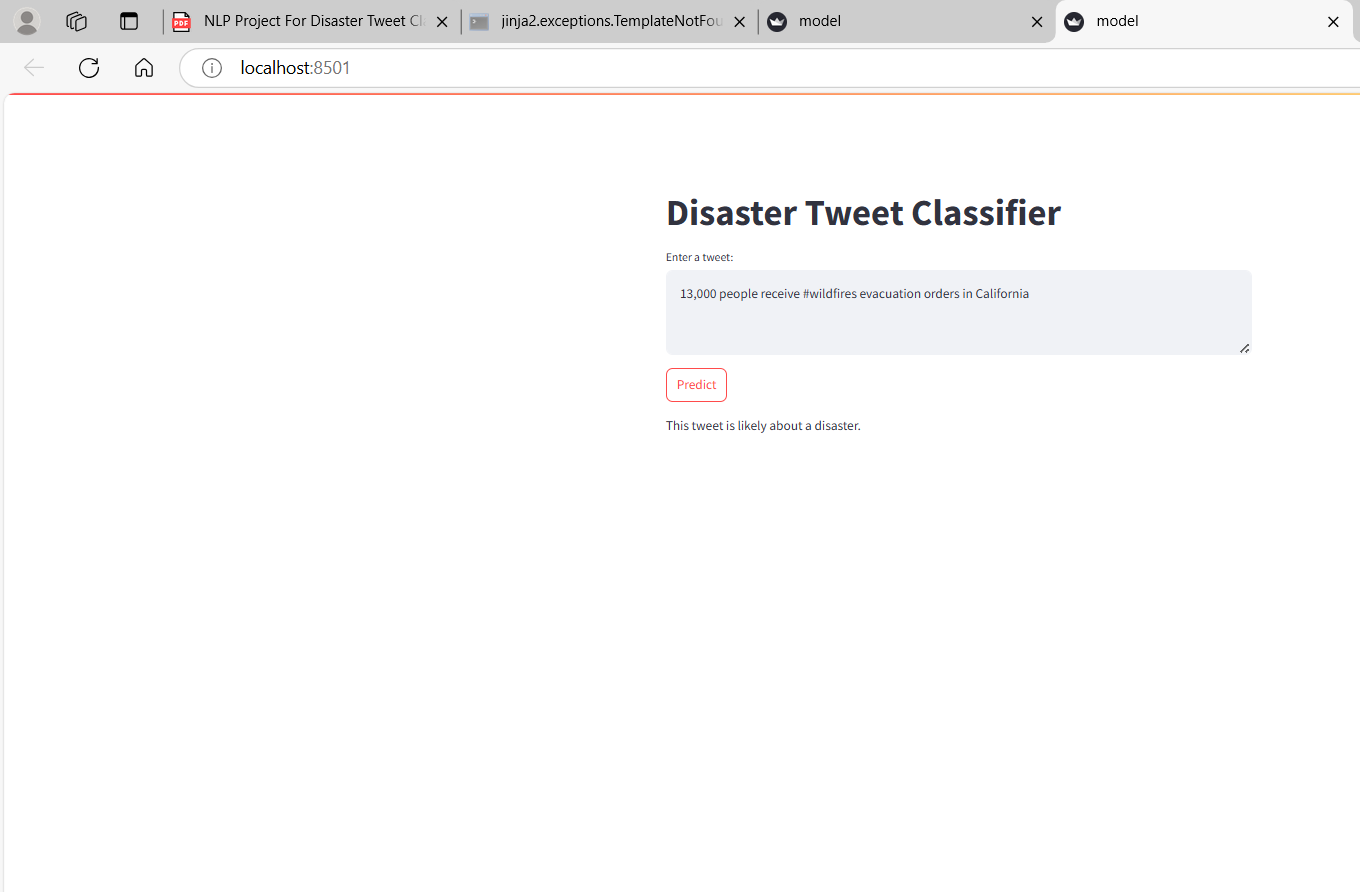 NLP Project For Disaster Tweet Cl
jinja2.exceptions.TemplateNotFou
model
model
localhost:8501
Disaster Tweet Classifier
Enter a tweet:
13,000 people receive #wildfires evacuation orders in California
Predict
This tweet is likely about a disaster.